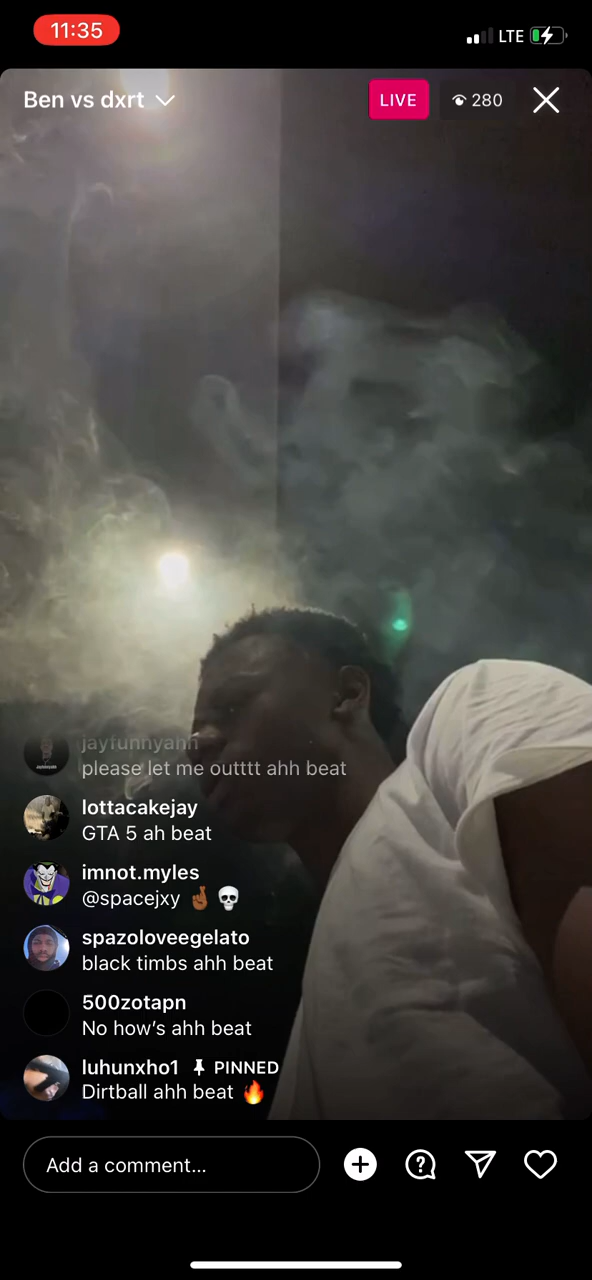 11:35
LTE
Ben vs dxrt
LIVE
280
jayfunnyahh
please let me outttt ahh beat
lottacakejay
GTA 5 ah beat
imnot.myles
@spacejxy 🤞🏾 💀
spazoloveegelato
black timbs ahh beat
500zotapn
No how’s ahh beat
luhunxho1 PINNED
Dirtball ahh beat 🔥
Add a comment...